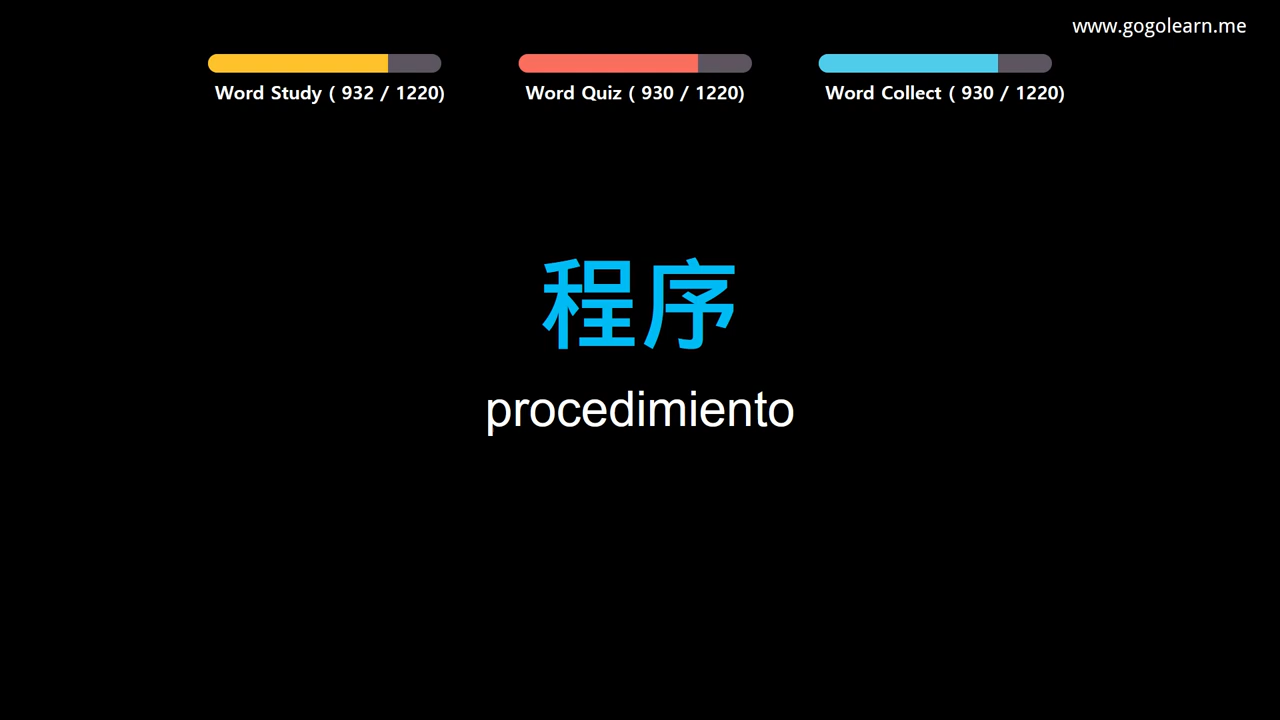 www.gogolearn.me
Word Study ( 932 / 1220)
Word Quiz ( 930 / 1220)
Word Collect ( 930 / 1220)
程序
procedimiento